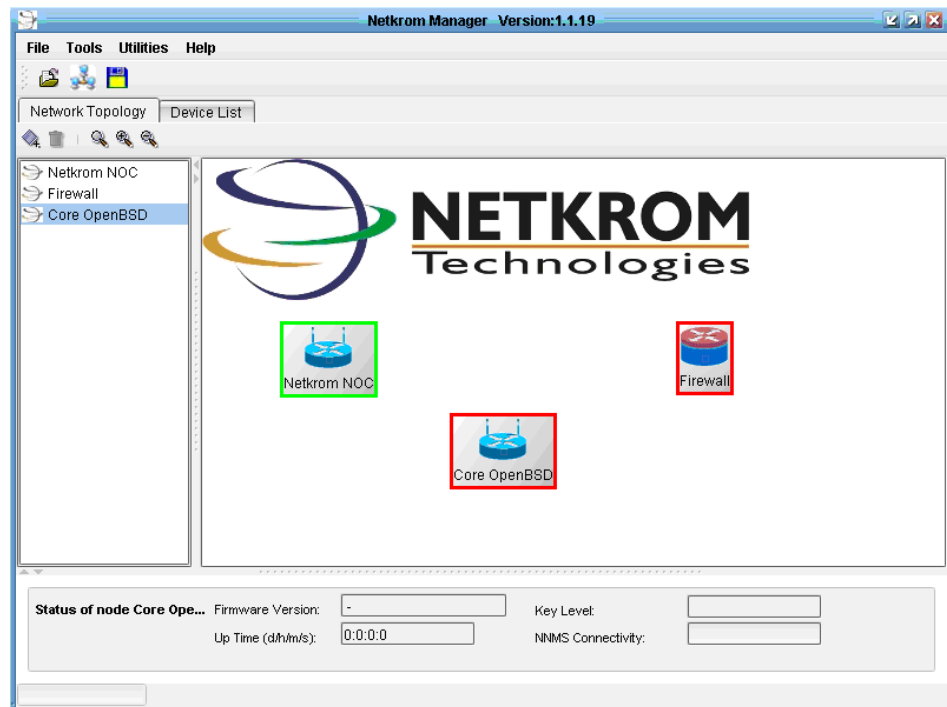 Netkrom Manager Version:1.1.19
File Tools Utilities Help
Network Topology Device List
Netkrom NOC
Firewall
Core OpenBSD
NETKROM
Technologies
Netkrom NOC
Firewall
Core OpenBSD
Status of node Core Ope... Firmware Version: - Key Level:
Up Time (d/h/m/s): 0:0:0:0 NNMS Connectivity: